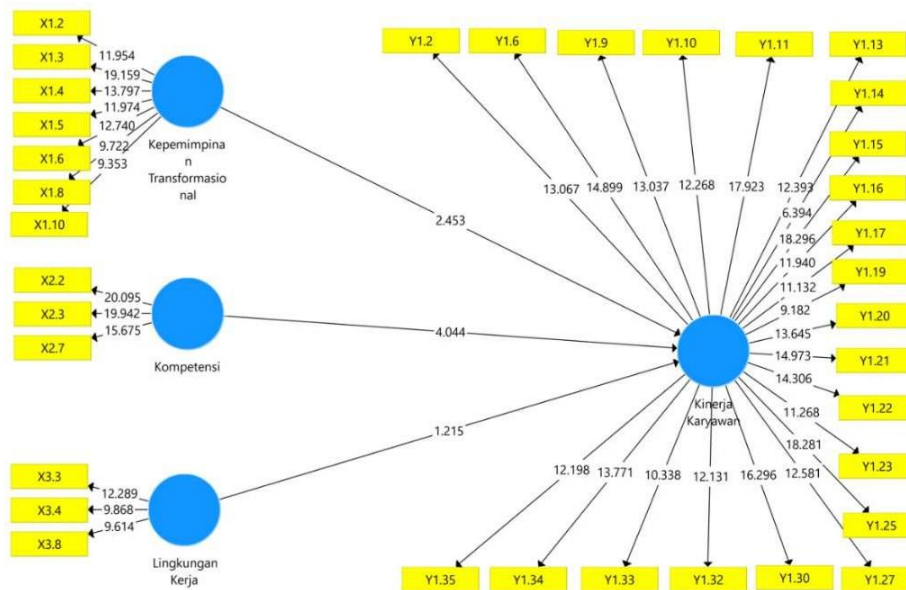 X1.2
X1.3
X1.4
X1.5
X1.6
X1.8
X1.10
11.954
19.159
13.797
11.974
12.740
9.722
9.353
Kepemimpina
n
Transformasio
nal
X2.2
X2.3
X2.7
20.095
19.942
15.675
Kompetensi
X3.3
X3.4
X3.8
12.289
9.868
9.614
Lingkungan
Kerja
2.453
4.044
1.215
Kinerja
Karyawan
Y1.2
Y1.6
Y1.9
Y1.10
Y1.11
Y1.13
Y1.14
Y1.15
Y1.16
Y1.17
Y1.19
Y1.20
Y1.21
Y1.22
Y1.23
Y1.25
Y1.27
Y1.30
Y1.32
Y1.33
Y1.34
Y1.35
13.067
14.899
13.037
12.268
17.923
12.393
6.394
18.296
11.940
11.132
9.182
13.645
14.973
14.306
11.268
18.281
12.581
16.296
12.131
10.338
13.771
12.198